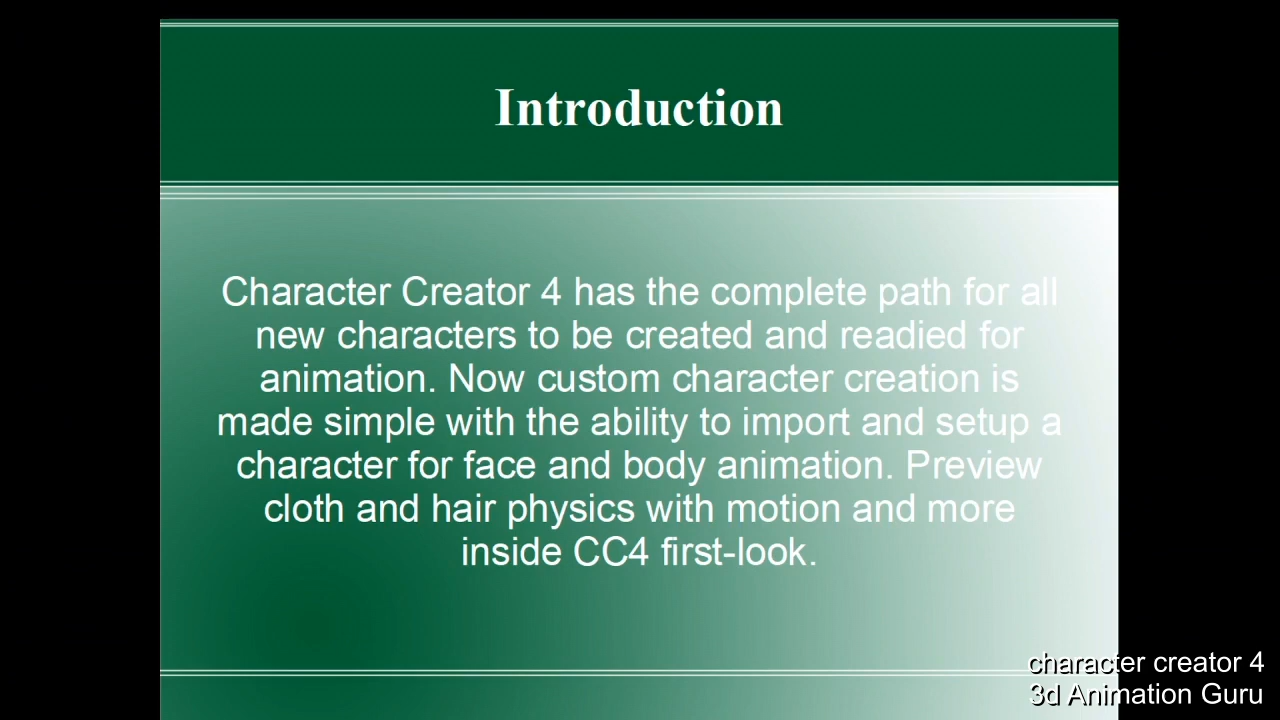 Introduction
Character Creator 4 has the complete path for all
new characters to be created and readied for
animation. Now custom character creation is
made simple with the ability to import and setup a
character for face and body animation. Preview
cloth and hair physics with motion and more
inside CC4 first-look.
character creator 4
3d Animation Guru